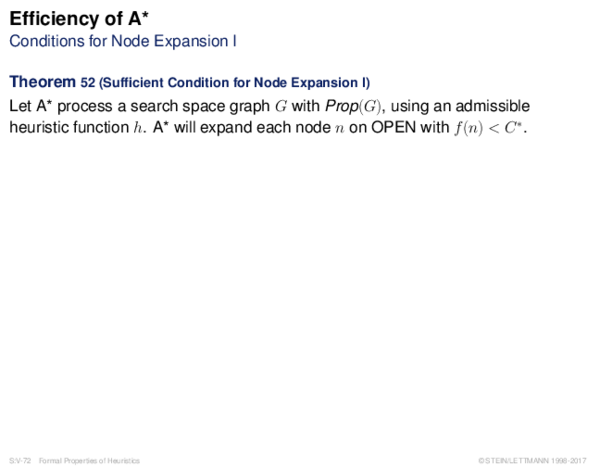 Efficiency of A*
Conditions for Node Expansion I
Theorem 52 (Sufficient Condition for Node Expansion I)
Let A* process a search space graph G with Prop(G), using an admissible
heuristic function h. A* will expand each node n on OPEN with f(n) < C*.
S:V-72 Formal Properties of Heuristics
©STEIN/LETTMANN 1998-2017